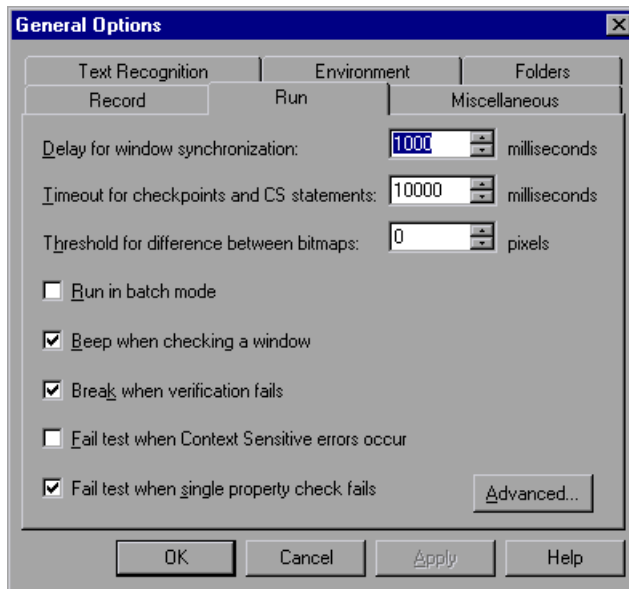 General Options
Text Recognition Environment Folders
Record Run Miscellaneous
Delay for window synchronization: 1000 milliseconds
Timeout for checkpoints and CS statements: 10000 milliseconds
Threshold for difference between bitmaps: 0 pixels
Run in batch mode
Beep when checking a window
Break when verification fails
Fail test when Context Sensitive errors occur
Fail test when single property check fails
Advanced...
OK Cancel Apply Help